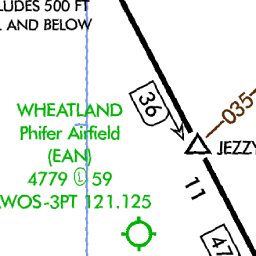 LUDES 500 FT
AND BELOW
WHEATLAND
Phifer Airfield
(EAN)
4779 Ⓛ 59
AWOS-3PT 121.125
36
035
JEZZY
11
47